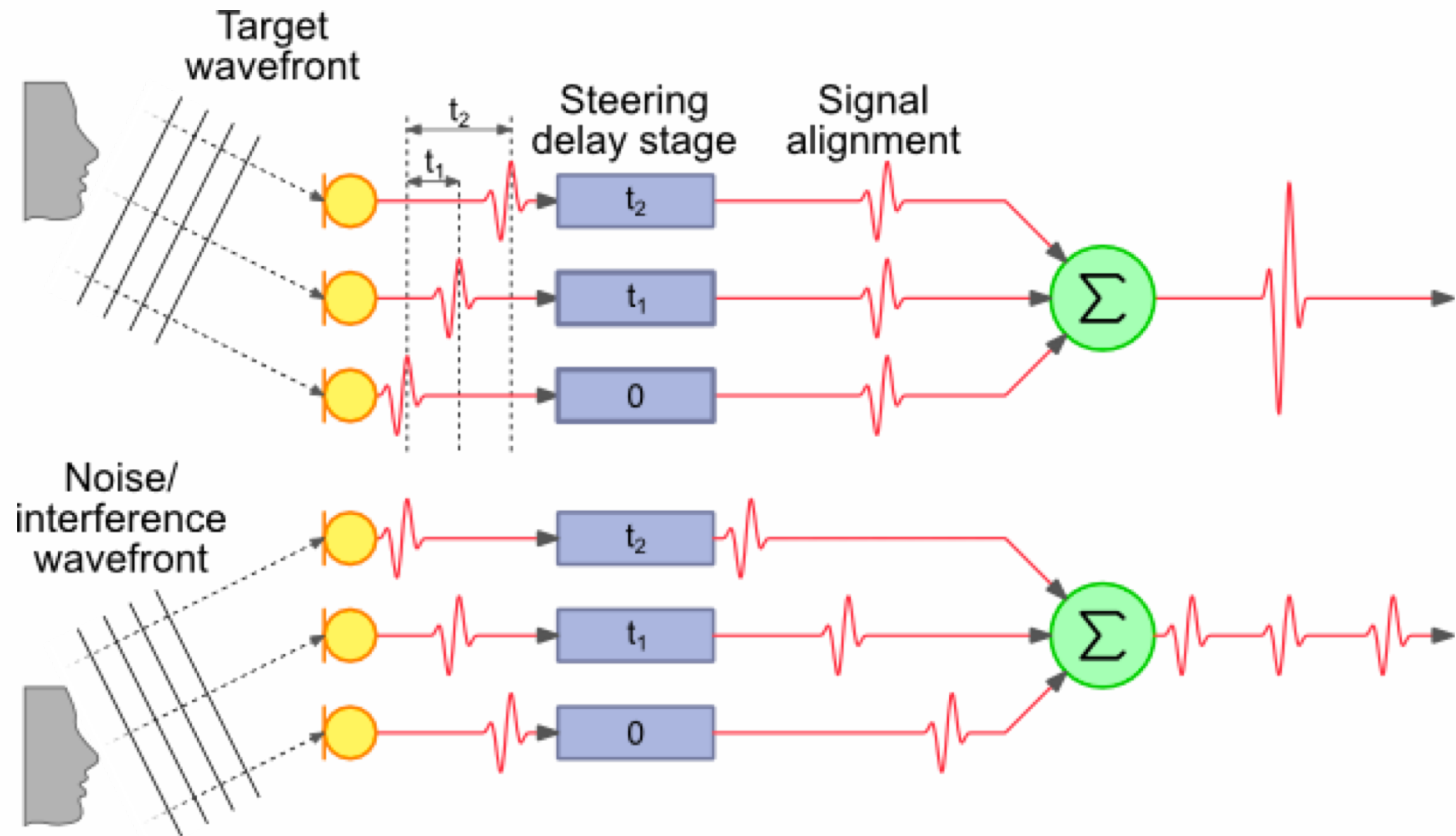 Target
wavefront
t₂
t₁
Steering
delay stage
Signal
alignment
t₂
t₁
0
Σ
Noise/
interference
wavefront
t₂
t₁
0
Σ